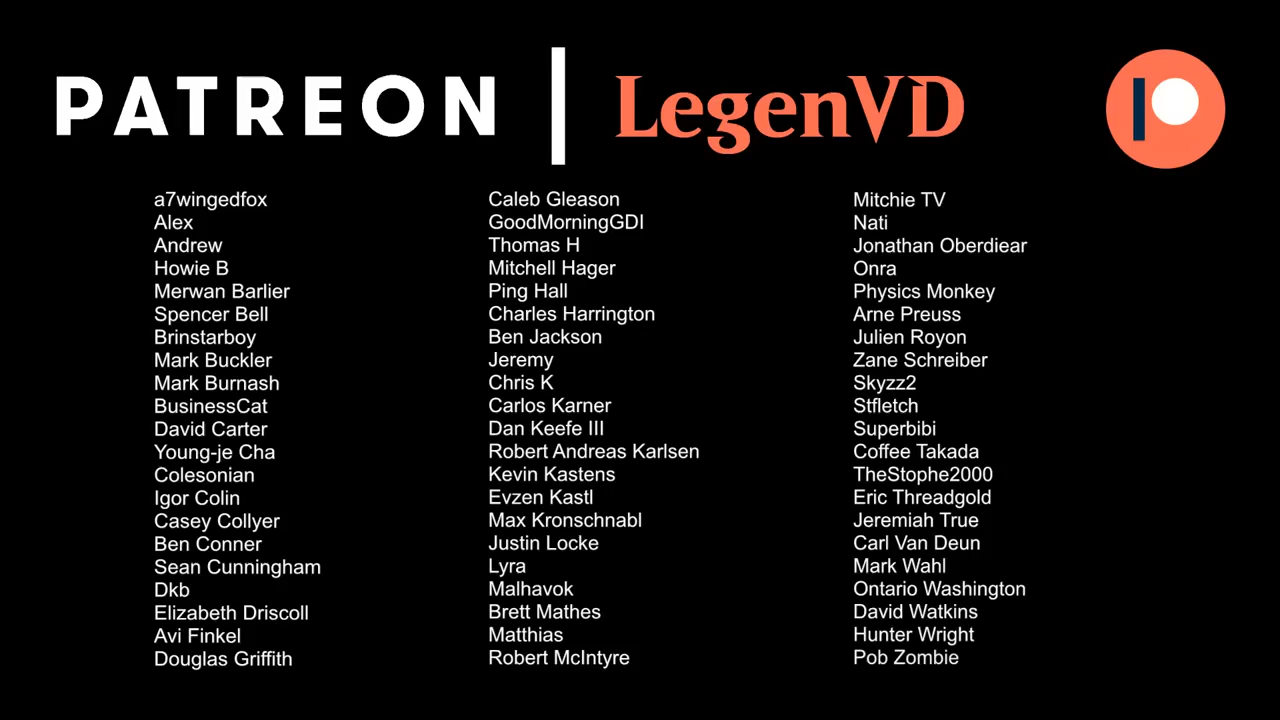 PATREON | LegenVD
a7wingedfox
Alex
Andrew
Howie B
Merwan Barlier
Spencer Bell
Brinstarboy
Mark Buckler
Mark Burnash
BusinessCat
David Carter
Young-je Cha
Colesonian
Igor Colin
Casey Collyer
Ben Conner
Sean Cunningham
Dkb
Elizabeth Driscoll
Avi Finkel
Douglas Griffith
Caleb Gleason
GoodMorningGDI
Thomas H
Mitchell Hager
Ping Hall
Charles Harrington
Ben Jackson
Jeremy
Chris K
Carlos Karner
Dan Keefe III
Robert Andreas Karlsen
Kevin Kastens
Evzen Kastl
Max Kronschnabl
Justin Locke
Lyra
Malhavok
Brett Mathes
Matthias
Robert McIntyre
Mitchie TV
Nati
Jonathan Oberdiear
Onra
Physics Monkey
Arne Preuss
Julien Royon
Zane Schreiber
Skyzz2
Stfletch
Superbibi
Coffee Takada
TheStophe2000
Eric Threadgold
Jeremiah True
Carl Van Deun
Mark Wahl
Ontario Washington
David Watkins
Hunter Wright
Pob Zombie